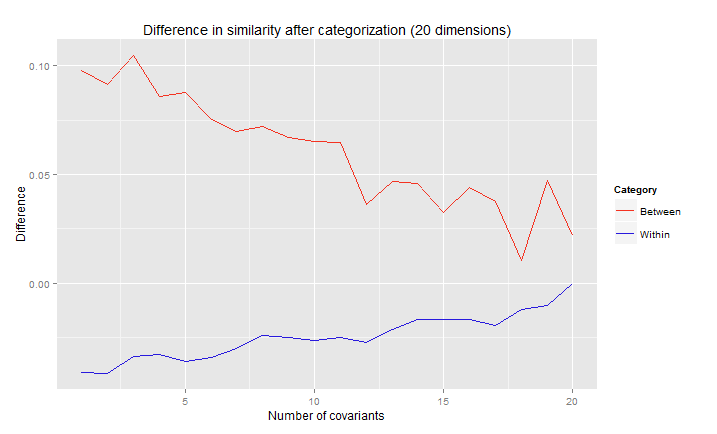 Difference in similarity after categorization (20 dimensions)
0.10
0.05
0.00
Difference
5
10
15
20
Number of covariants
Category
Between
Within